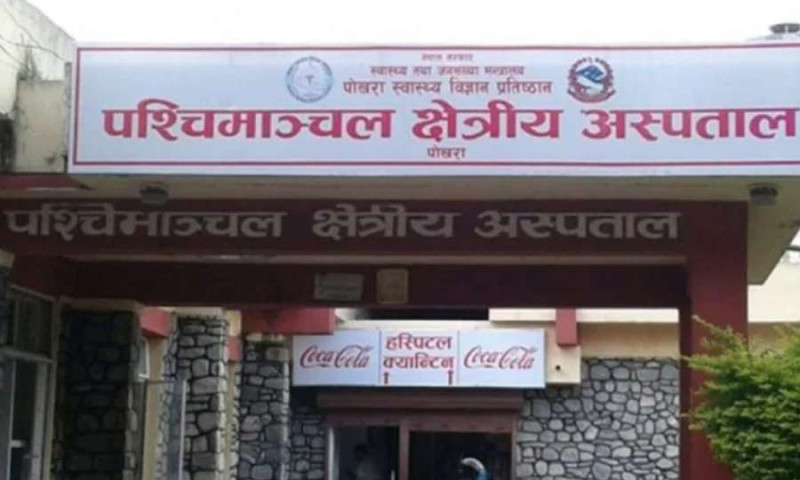 नेपाल सरकार
स्वास्थ्य तथा जनसंख्या मन्त्रालय
पोखरा स्वास्थ्य विज्ञान प्रतिष्ठान
पश्चिमाञ्चल क्षेत्रीय अस्पताल
पोखरा
पश्चिमाञ्चल क्षेत्रीय अस्पताल
Coca-Cola हस्पिटल क्यान्टिन Coca-Cola